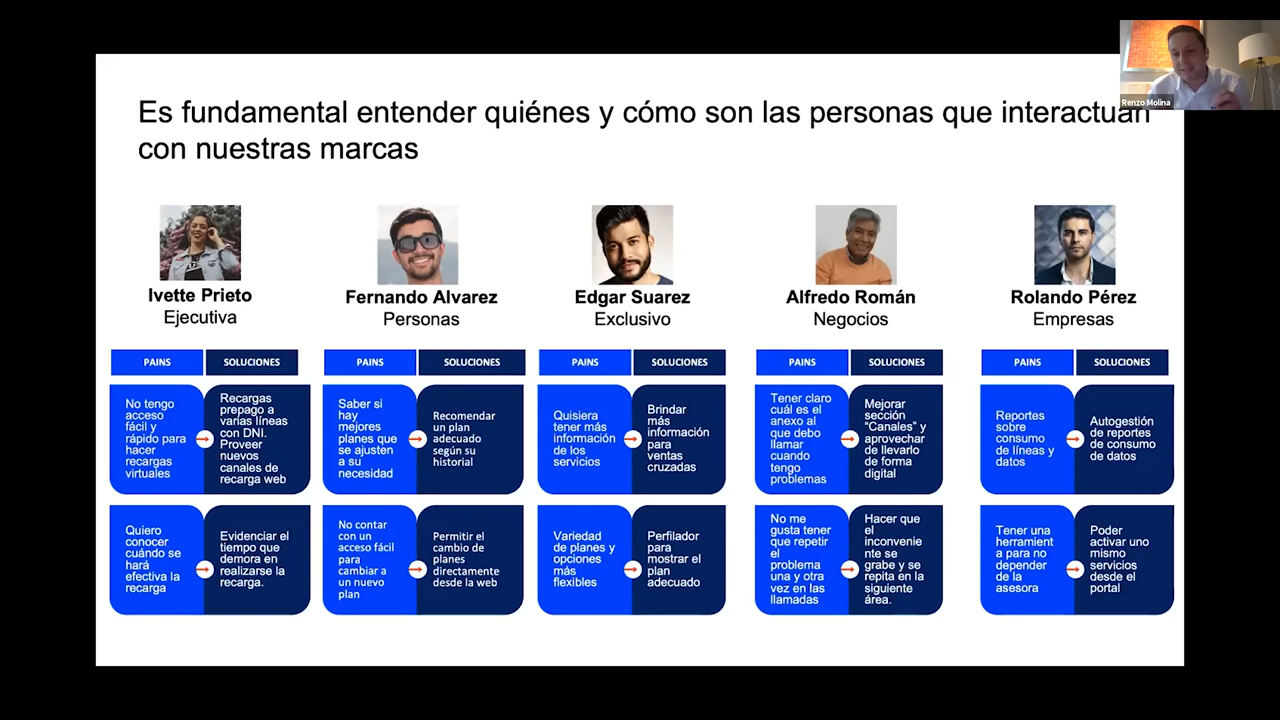 Renzo Molina
Es fundamental entender quiénes y cómo son las personas que interactúan
con nuestras marcas
Ivette Prieto
Ejecutiva
PAINS
SOLUCIONES
No tengo
acceso
fácil y
rápido para
hacer
recargas
virtuales
Recargas
prepago a
varias líneas
con DNI.
Proveer
nuevos
canales de
recarga web
Quiero
conocer
cuándo se
hará
efectiva la
recarga
Evidenciar el
tiempo que
demora en
realizarse la
recarga.
Fernando Alvarez
Personas
PAINS
SOLUCIONES
Saber si
hay
mejores
planes que
se ajusten
a su
necesidad
Recomendar
un plan
adecuado
según su
historial
No contar
con un
acceso fácil
para
cambiar a
un nuevo
plan
Permitir el
cambio de
planes
directamente
desde la web
Edgar Suarez
Exclusivo
PAINS
SOLUCIONES
Quisiera
tener más
información
de los
servicios
Brindar
más
información
para
ventas
cruzadas
Variedad
de planes y
opciones
más
flexibles
Perfilador
para
mostrar el
plan
adecuado
Alfredo Román
Negocios
PAINS
SOLUCIONES
Tener claro
cuál es el
anexo al
que debo
llamar
cuando
tengo
problemas
Mejorar
sección
“Canales” y
aprovechar
de llevarlo
de forma
digital
No me
gusta tener
que repetir
el
problema
una y otra
vez en las
llamadas
Hacer que
el
inconvenie
nte se
grabe y se
repita en la
siguiente
área.
Rolando Pérez
Empresas
PAINS
SOLUCIONES
Reportes
sobre
consumo
de líneas y
datos
Autogestión
de reportes
de consumo
de datos
Tener una
herramient
a para no
depender
de la
asesora
Poder
activar uno
mismo
servicios
desde el
portal